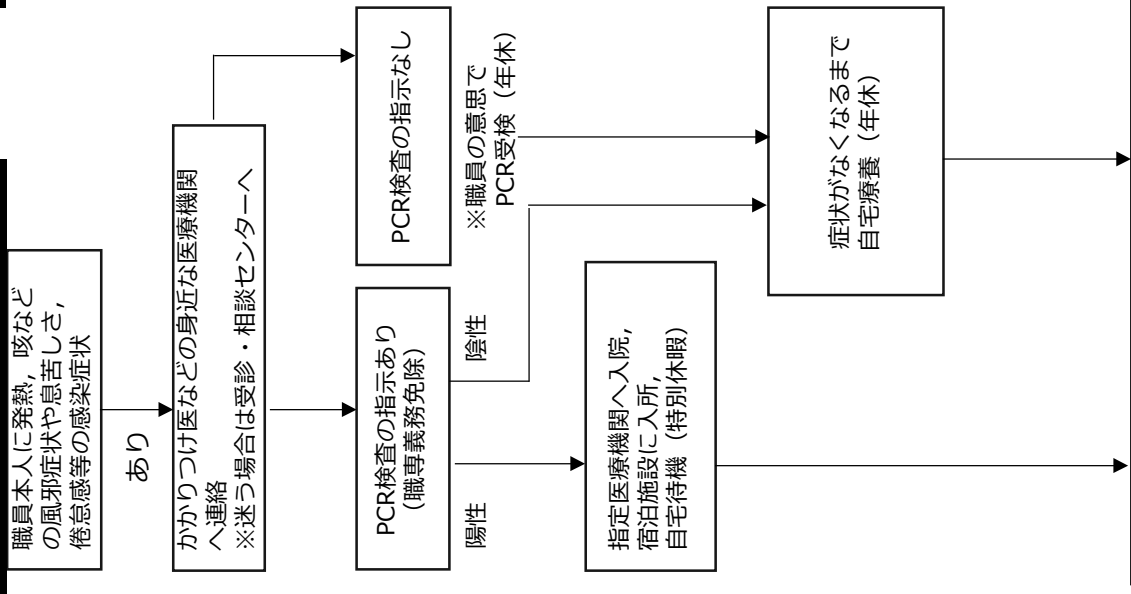 職員本人に発熱，咳など
の風邪症状や息苦しさ，
倦怠感等の感染症状
あり
かかりつけ医などの身近な医療機関
へ連絡
※迷う場合は受診・相談センターへ
PCR検査の指示あり
（職専義務免除）
PCR検査の指示なし
陽性
陰性
※職員の意思で
PCR受検（年休）
指定医療機関へ入院，
宿泊施設に入所，
自宅待機（特別休暇）
症状がなくなるまで
自宅療養（年休）